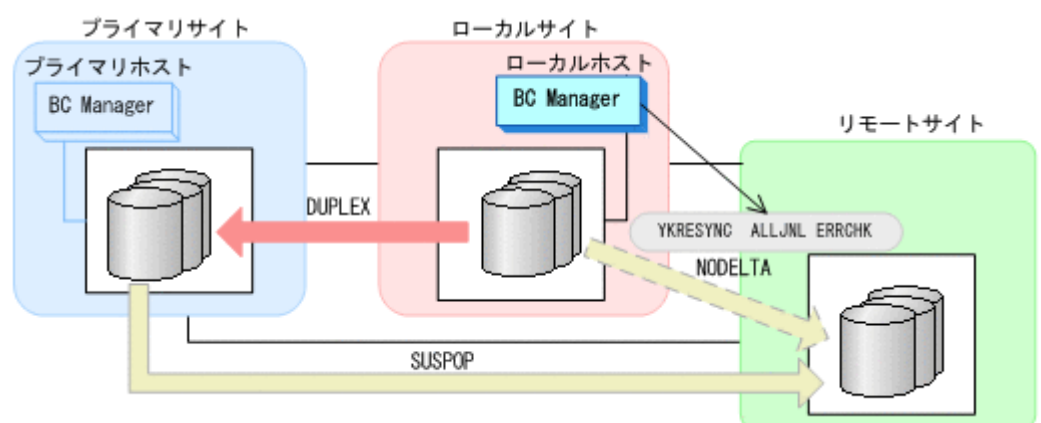 プライマリサイト
ローカルサイト
プライマリホスト
ローカルホスト
BC Manager
BC Manager
リモートサイト
DUPLEX
YKRESYNC ALLJNL ERRCHK
NODELTA
SUSPOP